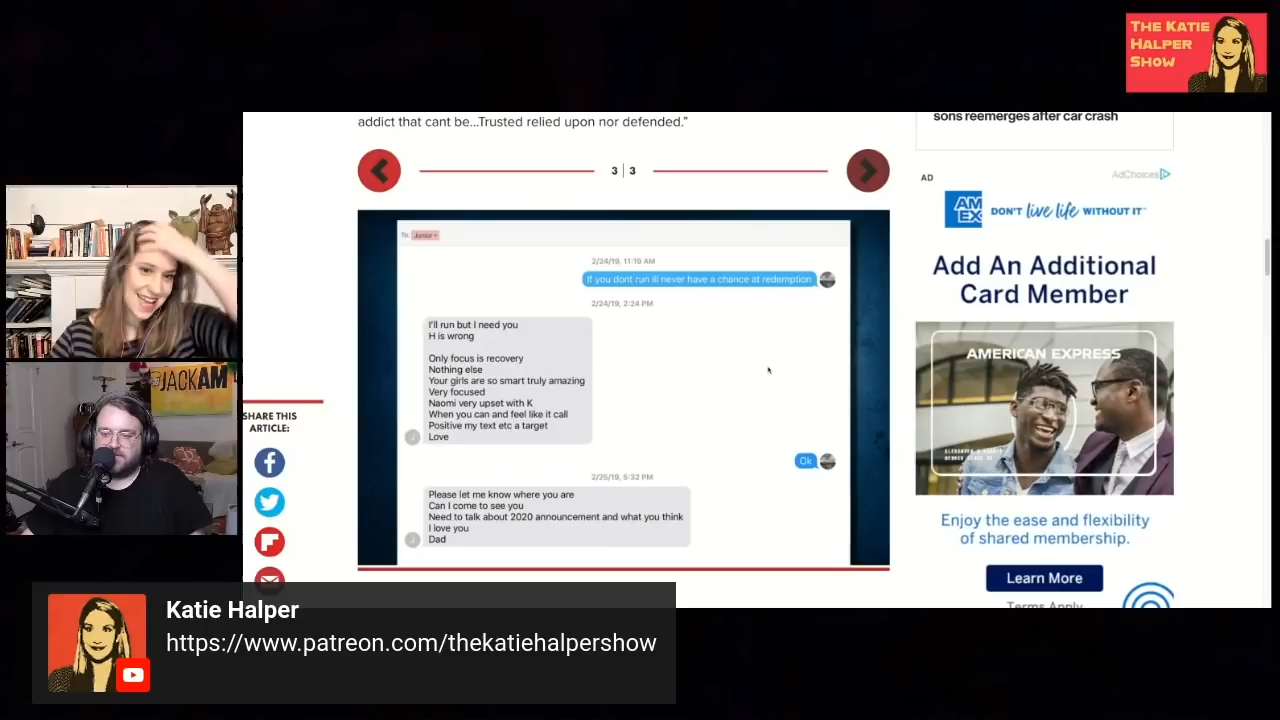 THE KATIE
HALPER
SHOW
addict that cant be...Trusted relied upon nor defended."
sons reemerges after car crash
3 | 3
AD
AdChoices
AM
EX
DON'T live life WITHOUT IT
Add An Additional
Card Member
To: Junior
2/24/19, 11:19 AM
If you dont run ill never have a chance at redemption
2/24/19, 2:24 PM
I'll run but I need you
H is wrong
Only focus is recovery
Nothing else
Your girls are so smart truly amazing
Very focused
Naomi very upset with K
When you can and feel like it call
Positive my text etc a target
Love
J
Ok
2/25/19, 5:32 PM
Please let me know where you are
Can I come to see you
Need to talk about 2020 announcement and what you think
I love you
Dad
J
AMERICAN EXPRESS
JACKAM
SHARE THIS
ARTICLE:
Enjoy the ease and flexibility
of shared membership.
Learn More
Terms Apply
Katie Halper
https://www.patreon.com/thekatiehalpershow